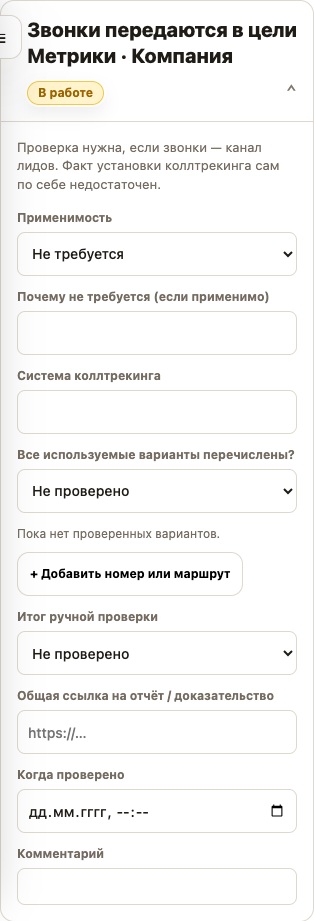 Звонки передаются в цели
Метрики · Компания
В работе
Проверка нужна, если звонки — канал
лидов. Факт установки коллтрекинга сам
по себе недостаточен.
Применимость
Не требуется
Почему не требуется (если применимо)
Система коллтрекинга
Все используемые варианты перечислены?
Не проверено
Пока нет проверенных вариантов.
+ Добавить номер или маршрут
Итог ручной проверки
Не проверено
Общая ссылка на отчёт / доказательство
https://...
Когда проверено
дд.мм.гггг, --:--
Комментарий